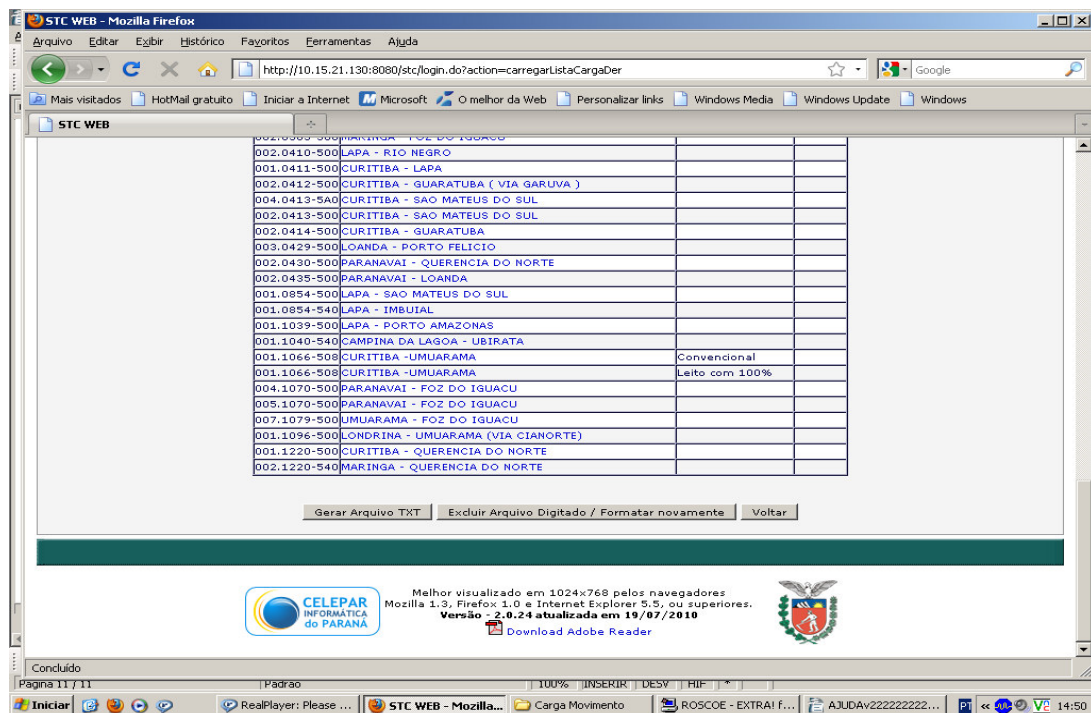 STC WEB - Mozilla Firefox
Arquivo Editar Exibir Histórico Favoritos Ferramentas Ajuda
http://10.15.21.130:8080/stc/login.do?action=carregarListaCargaDer
Google
Mais visitados HotMail gratuito Iniciar a Internet Microsoft O melhor da Web Personalizar links Windows Media Windows Update Windows
STC WEB
MARINGA - FOZ DO IGUACU
002.0410-500 LAPA - RIO NEGRO
001.0411-500 CURITIBA - LAPA
002.0412-500 CURITIBA - GUARATUBA ( VIA GARUVA )
004.0413-5A0 CURITIBA - SAO MATEUS DO SUL
002.0413-500 CURITIBA - SAO MATEUS DO SUL
002.0414-500 CURITIBA - GUARATUBA
003.0429-500 LOANDA - PORTO FELICIO
002.0430-500 PARANAVAI - QUERENCIA DO NORTE
002.0435-500 PARANAVAI - LOANDA
001.0854-500 LAPA - SAO MATEUS DO SUL
001.0854-540 LAPA - IMBUIAL
001.1039-500 LAPA - PORTO AMAZONAS
001.1040-540 CAMPINA DA LAGOA - UBIRATA
001.1066-508 CURITIBA -UMUARAMA Convencional
001.1066-508 CURITIBA -UMUARAMA Leito com 100%
004.1070-500 PARANAVAI - FOZ DO IGUACU
005.1070-500 PARANAVAI - FOZ DO IGUACU
007.1079-500 UMUARAMA - FOZ DO IGUACU
001.1096-500 LONDRINA - UMUARAMA (VIA CIANORTE)
001.1220-500 CURITIBA - QUERENCIA DO NORTE
002.1220-540 MARINGA - QUERENCIA DO NORTE
Gerar Arquivo TXT Excluir Arquivo Digitado / Formatar novamente Voltar
CELEPAR
INFORMÁTICA
do PARANÁ
Melhor visualizado em 1024x768 pelos navegadores
Mozilla 1.3, Firefox 1.0 e Internet Explorer 5.5, ou superiores.
Versão - 2.0.24 atualizada em 19/07/2010
Download Adobe Reader
Concluído
Página 11 / 11 Padrão 100% INSERIR DESV HIF *
Iniciar RealPlayer: Please ... STC WEB - Mozilla... Carga Movimento ROSCOE - EXTRA! f... AJUDAv222222222... PT 14:50